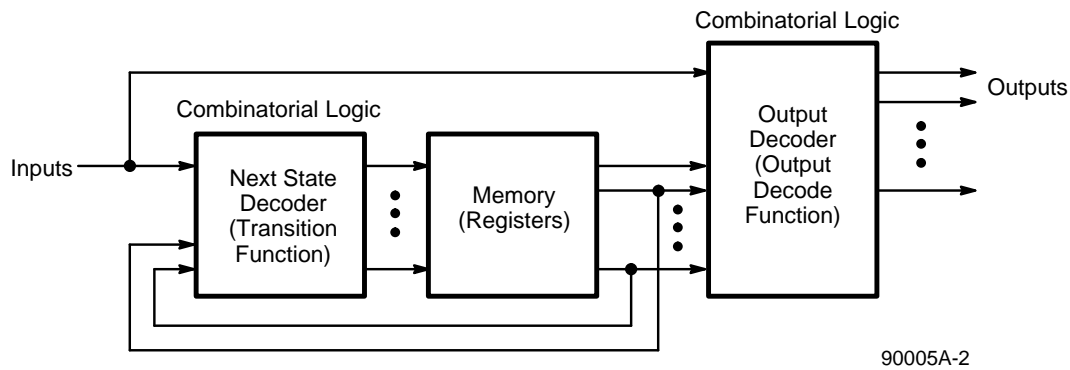 Combinatorial Logic
Combinatorial Logic
Inputs
Next State
Decoder
(Transition
Function)
Memory
(Registers)
Output
Decoder
(Output
Decode
Function)
Outputs
90005A-2